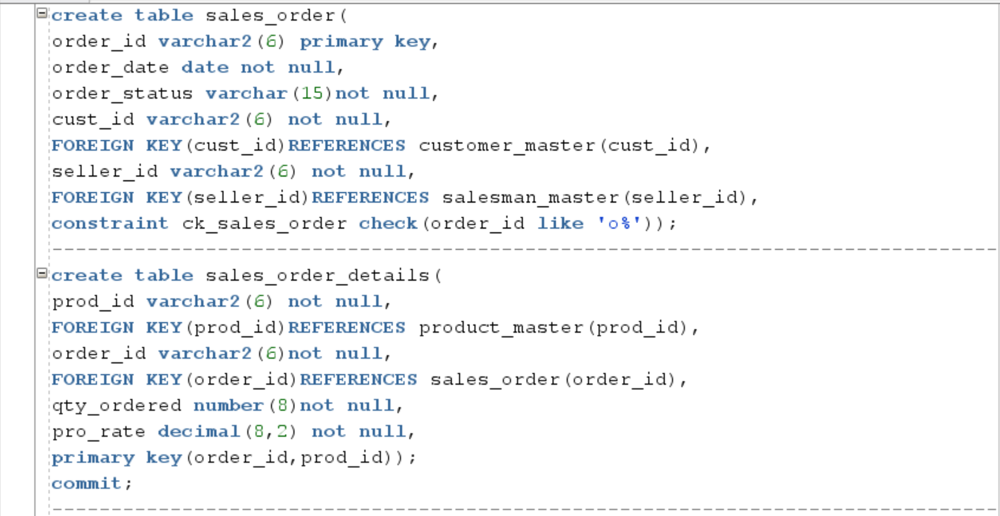 create table sales_order(
order_id varchar2(6) primary key,
order_date date not null,
order_status varchar(15)not null,
cust_id varchar2(6) not null,
FOREIGN KEY(cust_id)REFERENCES customer_master(cust_id),
seller_id varchar2(6) not null,
FOREIGN KEY(seller_id)REFERENCES salesman_master(seller_id),
constraint ck_sales_order check(order_id like 'o%'));
--------------------------------------------------------------------------------
create table sales_order_details(
prod_id varchar2(6) not null,
FOREIGN KEY(prod_id)REFERENCES product_master(prod_id),
order_id varchar2(6)not null,
FOREIGN KEY(order_id)REFERENCES sales_order(order_id),
qty_ordered number(8)not null,
pro_rate decimal(8,2) not null,
primary key(order_id,prod_id));
commit;
--------------------------------------------------------------------------------